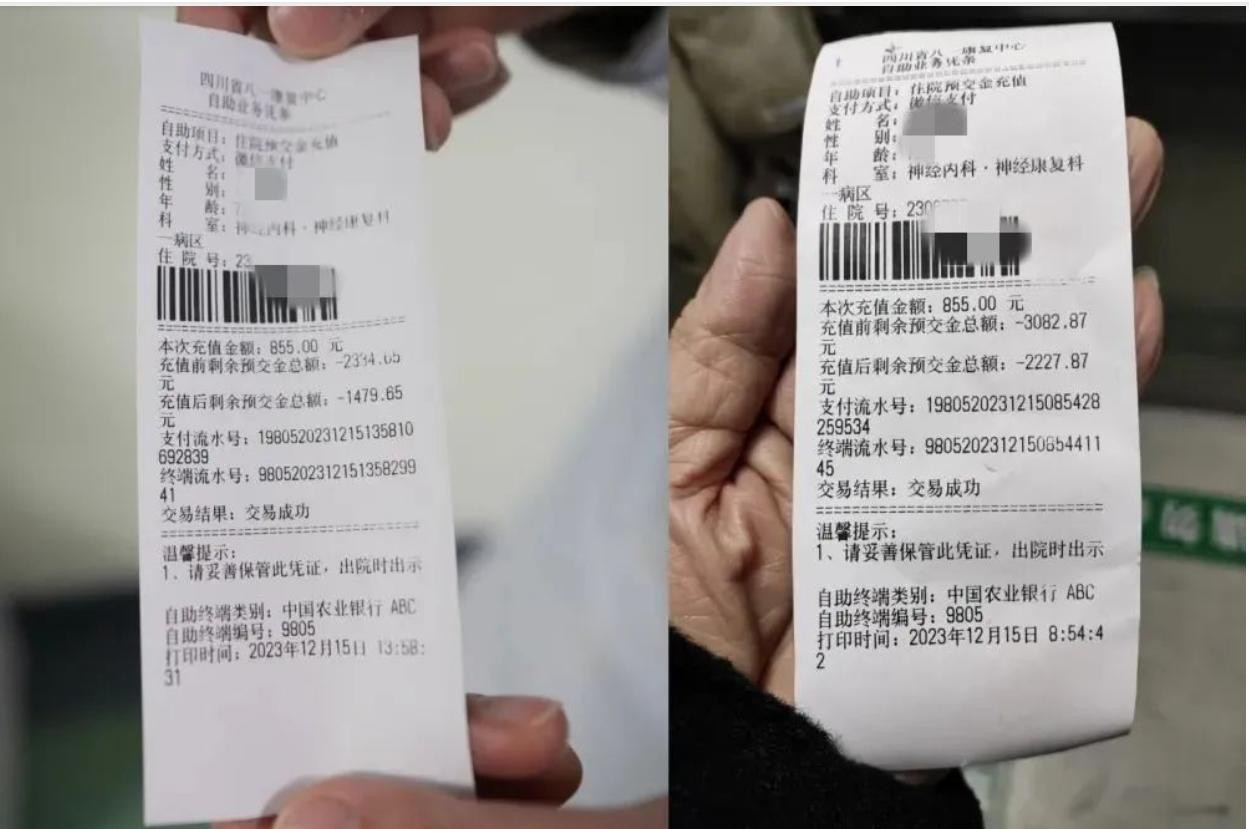 四川省八一康复中心
自助业务凭条
自助项目：住院预交金充值
支付方式：微信支付
姓 名：
性 别：
年 龄：7
科 室：神经内科·神经康复科
一病区
住 院 号：23
本次充值金额：855.00 元
充值前剩余预交金总额：-2334.65
元
充值后剩余预交金总额：-1479.65
元
支付流水号：1980520231215135810
692839
终端流水号：9805202312151358299
41
交易结果：交易成功
温馨提示：
1、请妥善保管此凭证，出院时出示
自助终端类别：中国农业银行 ABC
自助终端编号：9805
打印时间：2023年12月15日 13:58:
31
四川省八一康复中心
自助业务凭条
自助项目：住院预交金充值
支付方式：微信支付
姓 名：
性 别：
年 龄：
科 室：神经内科·神经康复科
一病区
住 院 号：230
本次充值金额：855.00 元
充值前剩余预交金总额：-3082.87
元
充值后剩余预交金总额：-2227.87
元
支付流水号：1980520231215085428
259534
终端流水号：9805202312150854411
45
交易结果：交易成功
温馨提示：
1、请妥善保管此凭证，出院时出示
自助终端类别：中国农业银行 ABC
自助终端编号：9805
打印时间：2023年12月15日 8:54:4
2